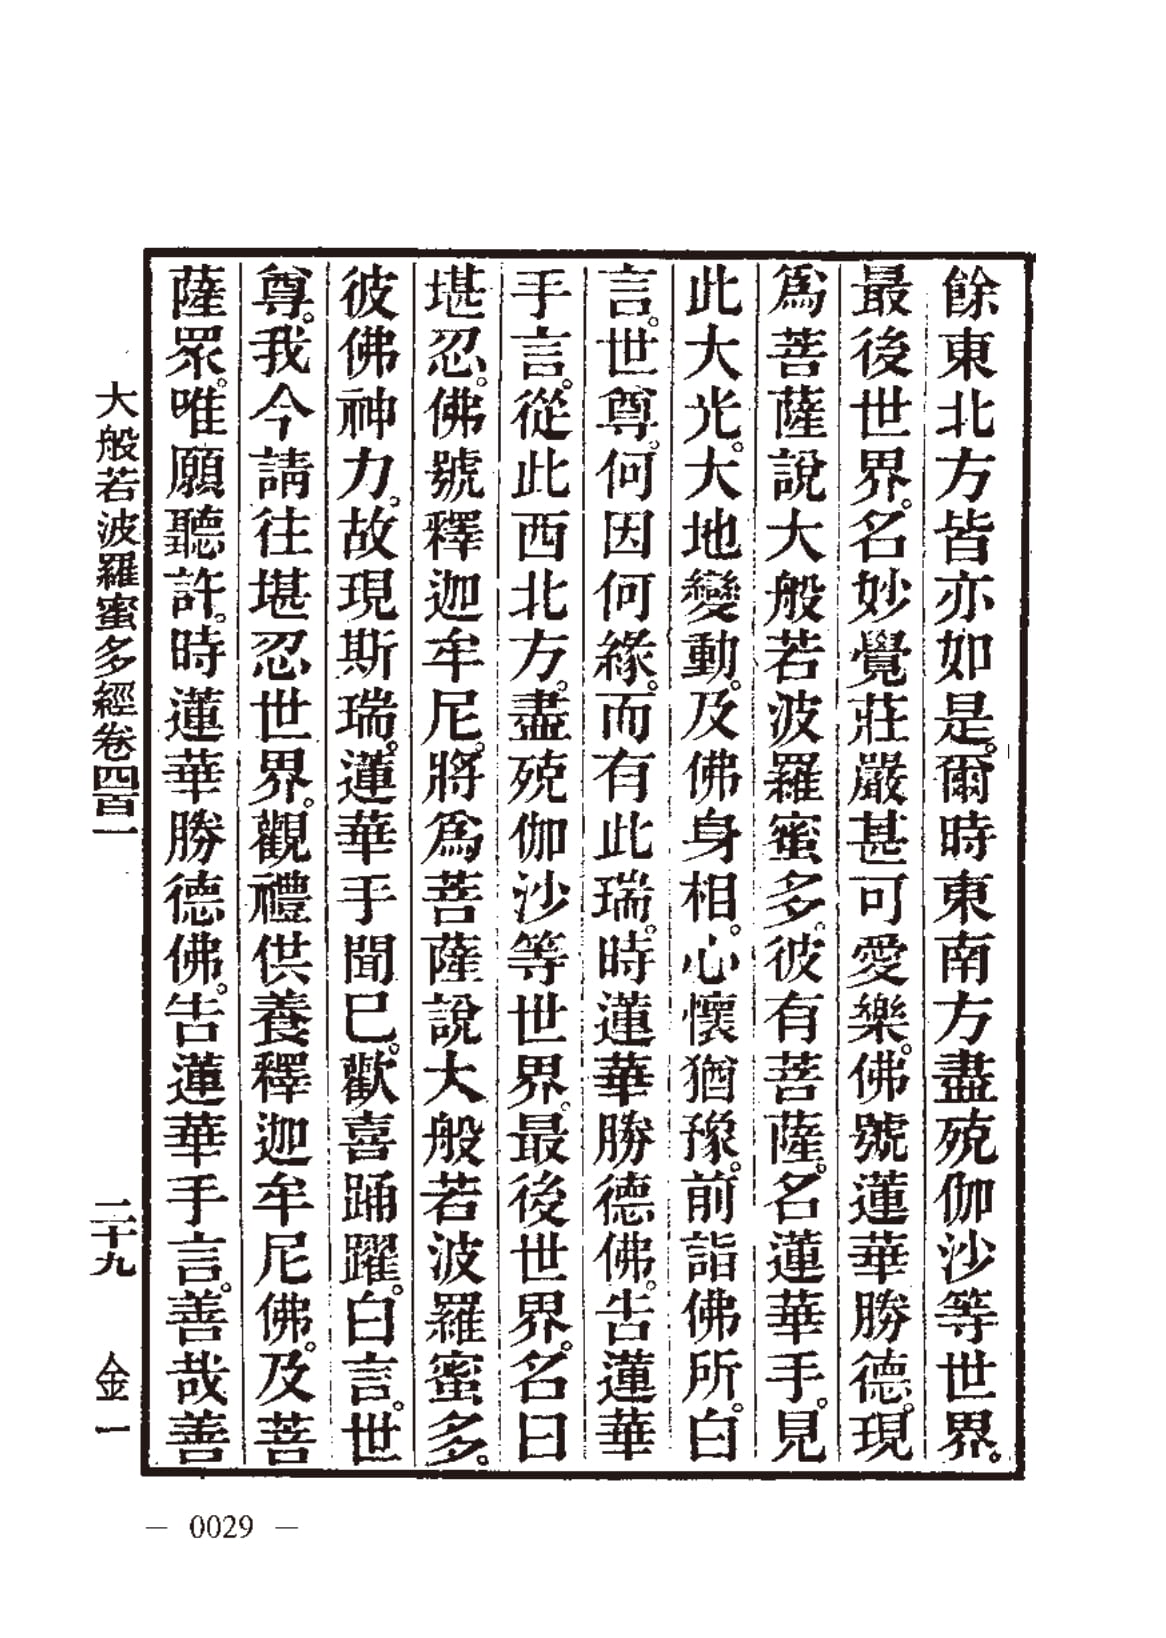 餘東北方皆亦如是。爾時東南方盡殑伽沙等世界。
最後世界。名妙覺莊嚴甚可愛樂。佛號蓮華勝德。現
爲菩薩說大般若波羅蜜多。彼有菩薩。名蓮華手。見
此大光。大地變動。及佛身相。心懷猶豫。前詣佛所。白
言。世尊。何因何緣。而有此瑞。時蓮華勝德佛。告蓮華
手言。從此西北方。盡殑伽沙等世界。最後世界。名曰
堪忍。佛號釋迦牟尼。將爲菩薩說大般若波羅蜜多。
彼佛神力。故現斯瑞。蓮華手聞已。歡喜踊躍。白言。世
尊。我今請往堪忍世界。觀禮供養釋迦牟尼佛。及菩
薩眾。唯願聽許。時蓮華勝德佛。告蓮華手言。善哉善
大般若波羅蜜多經卷四百一 二十九 金一
— 0029 —